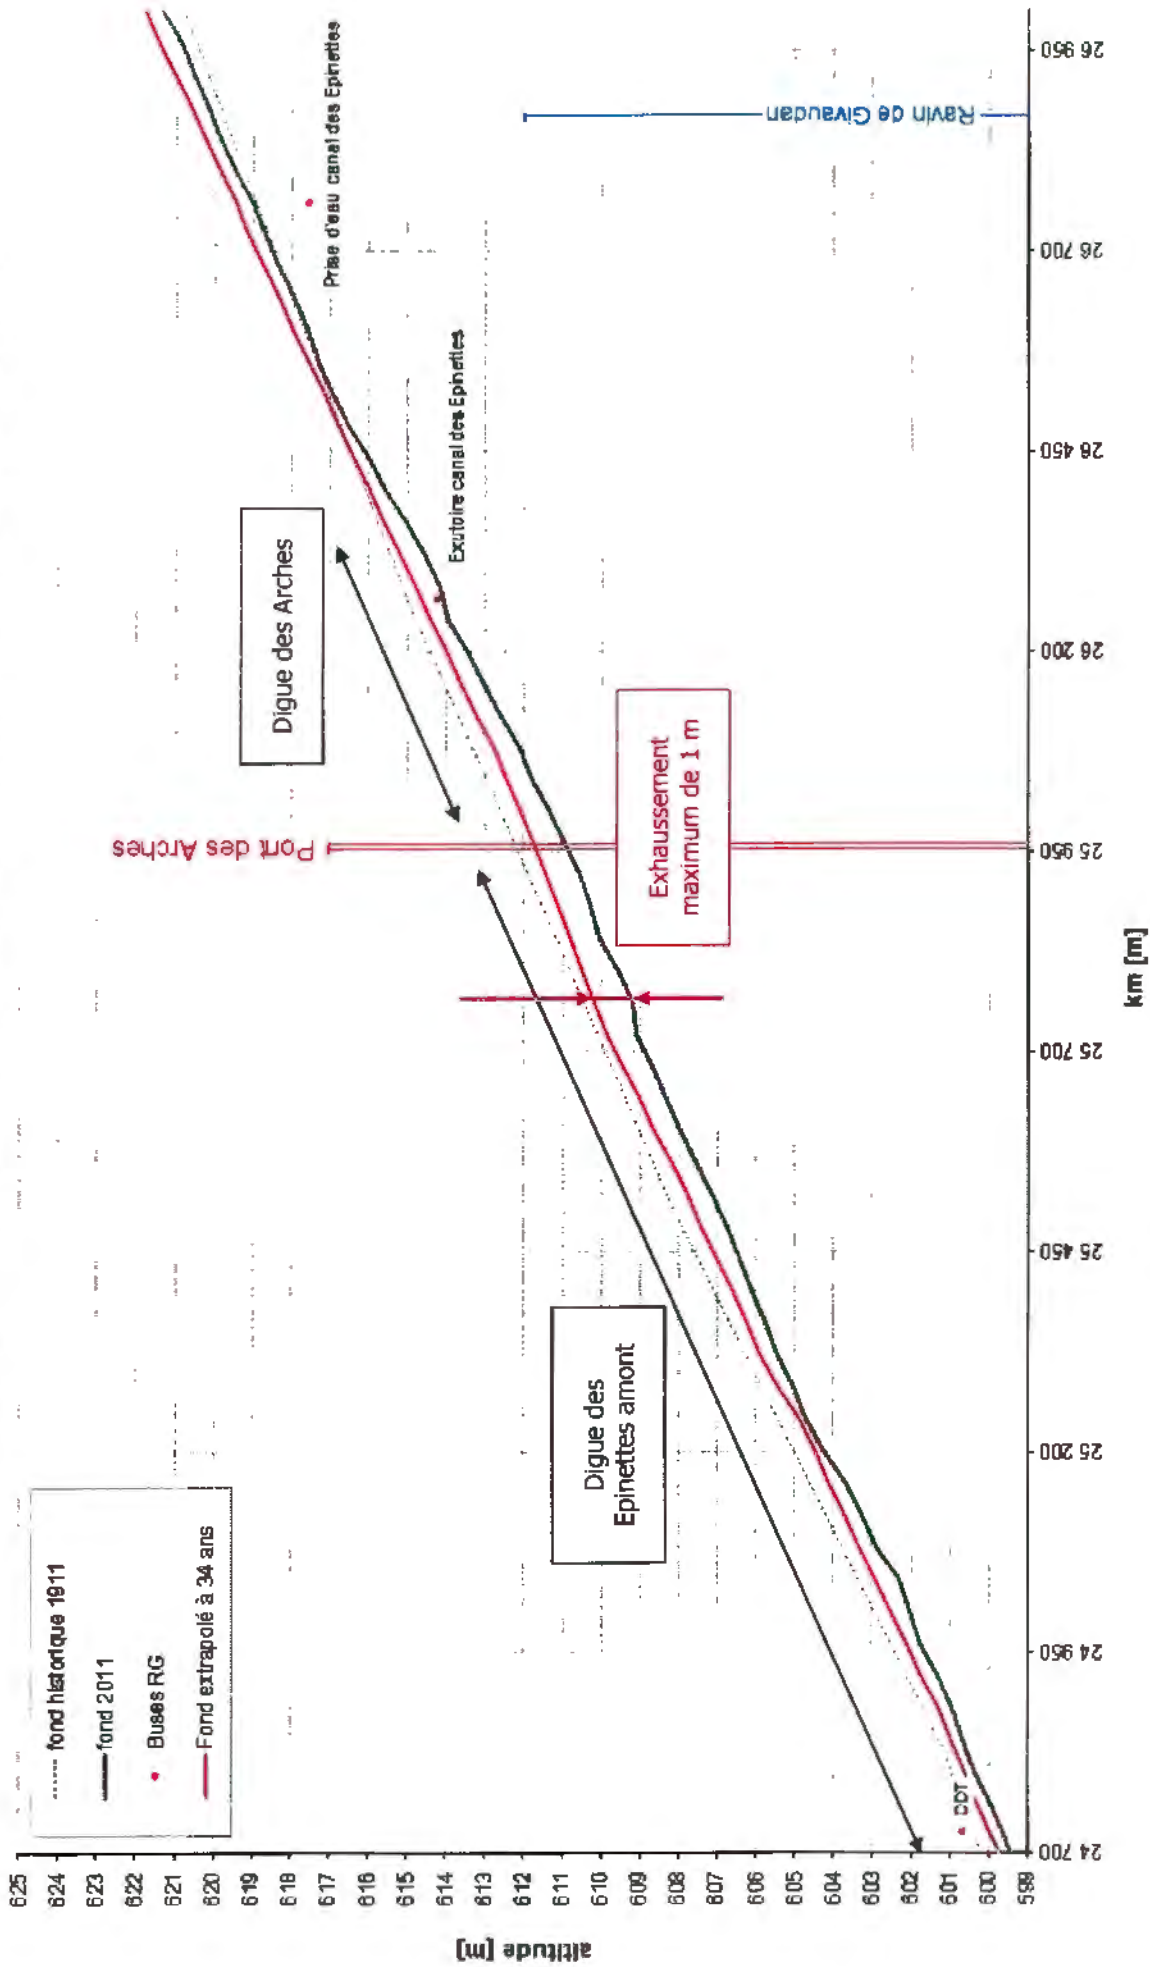 fond historique 1911
fond 2011
Buses RG
Fond extrapolé à 34 ans
altitude [m]
625
624
623
622
621
620
619
618
617
616
615
614
613
612
611
610
609
608
607
606
605
604
603
602
601
600
599
Digue des
Epinettes amont
Digue des Arches
Pont des Arches
Exhaussement
maximum de 1 m
Exutoire canal des Epinettes
Prise d'eau canal des Epinettes
Ravin de Givaudan
DDT
24 700
24 950
25 200
25 450
25 700
25 950
26 200
26 450
26 700
26 950
km [m]